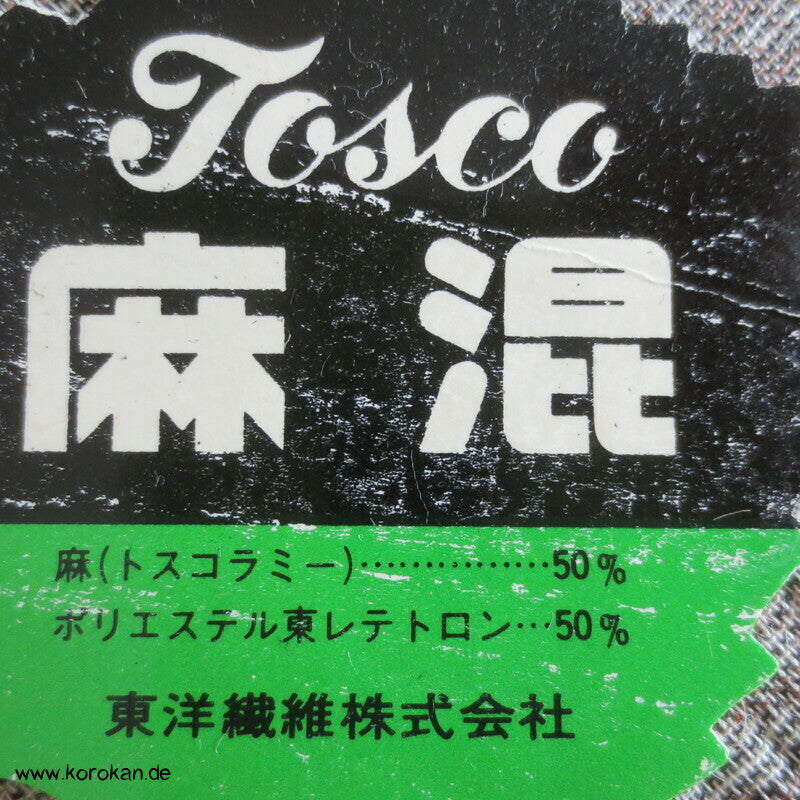 Tosco
麻混
麻(トスコラミー)……………50%
ポリエステル東レテトロン…50%
東洋繊維株式会社
www.korokan.de